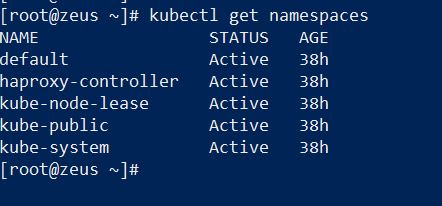 [root@zeus ~]# kubectl get namespaces
NAME                 STATUS   AGE
default              Active   38h
haproxy-controller   Active   38h
kube-node-lease      Active   38h
kube-public          Active   38h
kube-system          Active   38h
[root@zeus ~]#